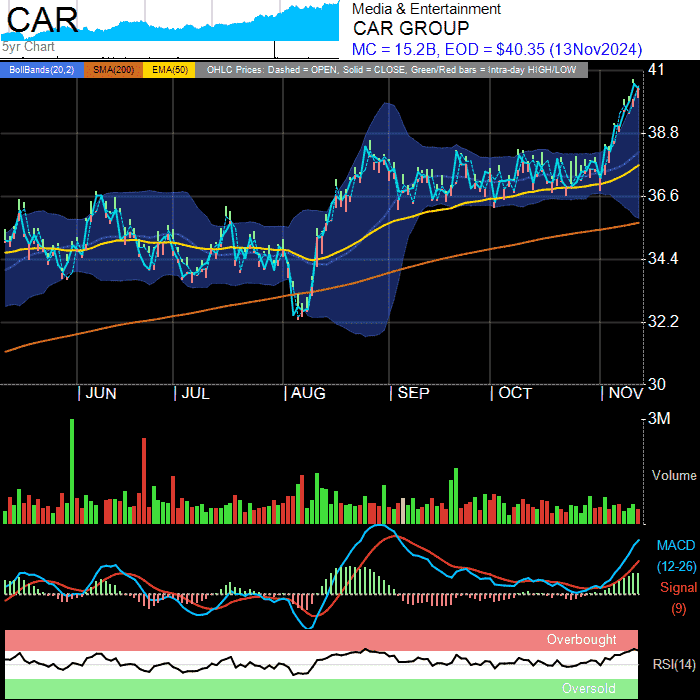 CAR
5yr Chart
Media & Entertainment
CAR GROUP
MC = 15.2B, EOD = $40.35 (13Nov2024)
BollBands(20,2) SMA(200) EMA(50) OHLC Prices: Dashed = OPEN, Solid = CLOSE, Green/Red bars = Intra-day HIGH/LOW
41
38.8
36.6
34.4
32.2
30
JUN JUL AUG SEP OCT NOV
3M
Volume
MACD
(12-26)
Signal
(9)
Overbought
RSI(14)
Oversold